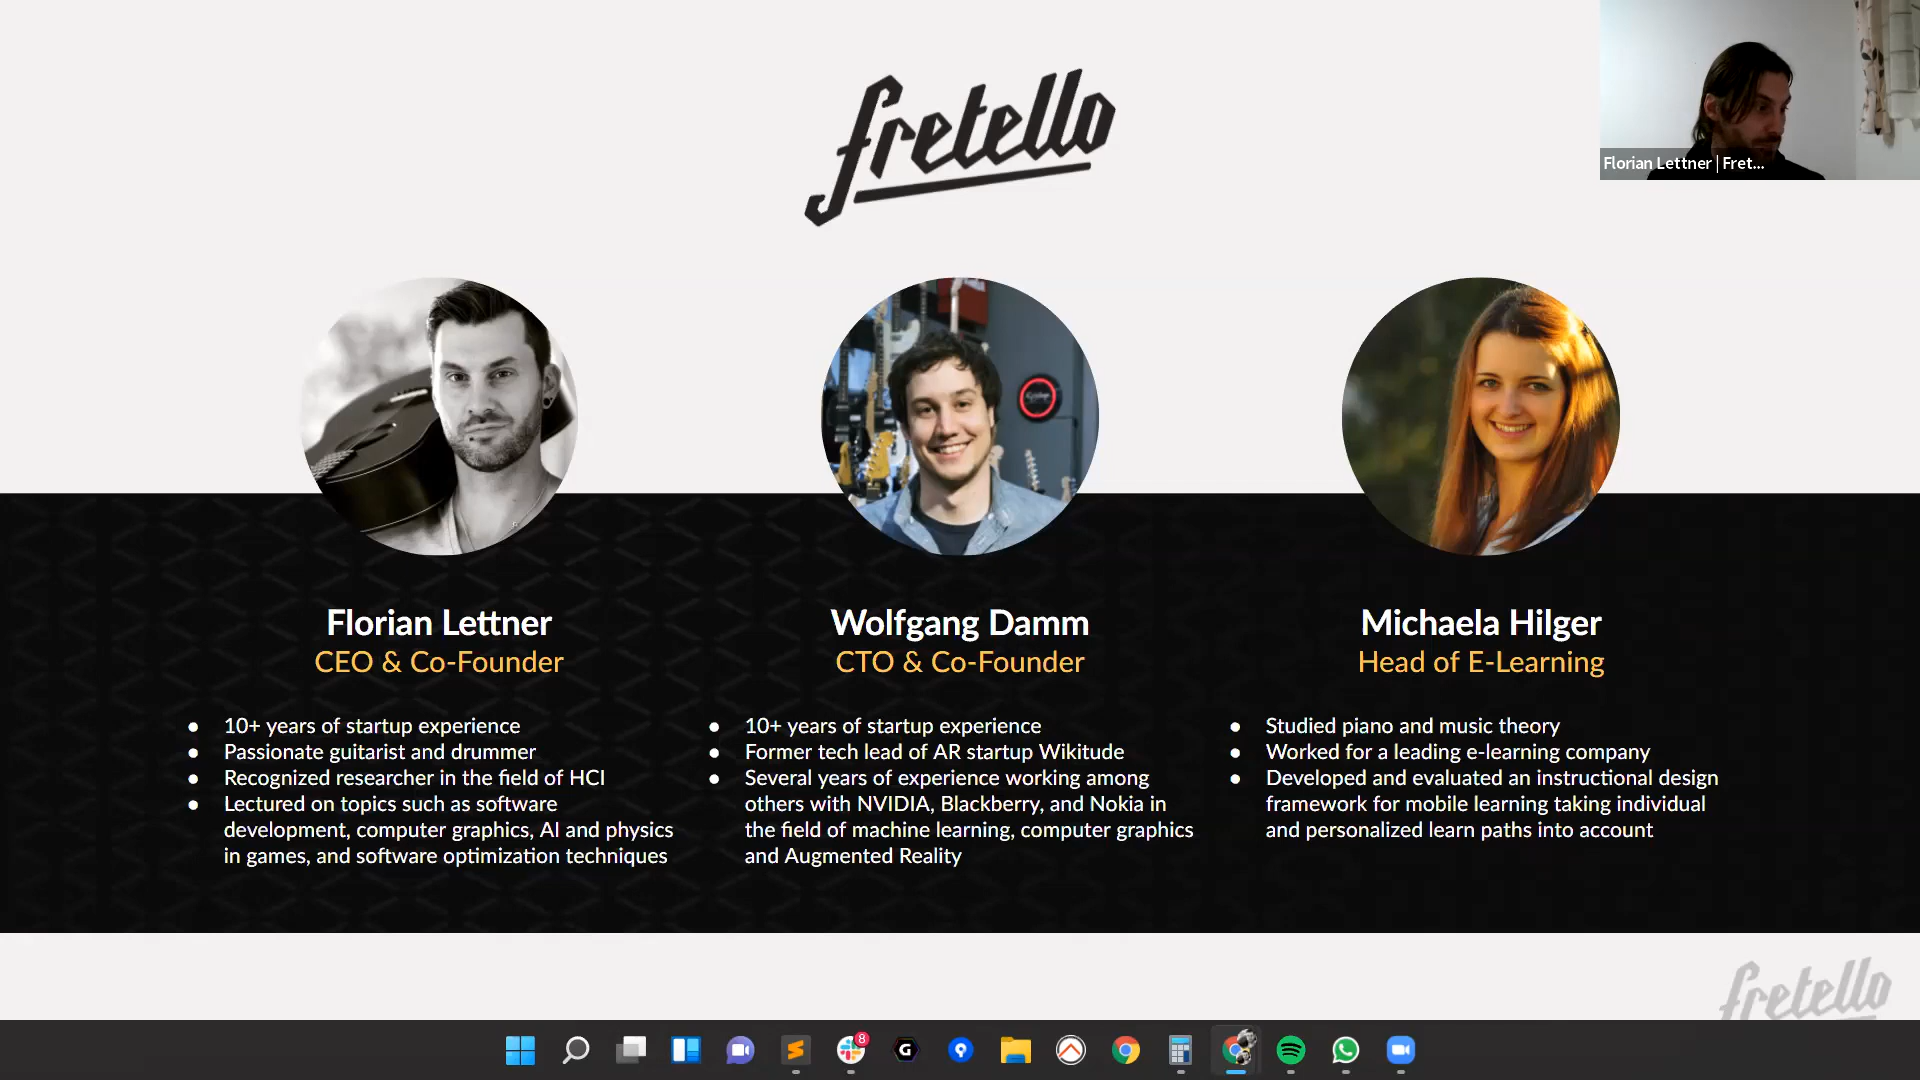 fretello
Florian Lettner | Fret...
Florian Lettner
CEO & Co-Founder
● 10+ years of startup experience
● Passionate guitarist and drummer
● Recognized researcher in the field of HCI
● Lectured on topics such as software
development, computer graphics, AI and physics
in games, and software optimization techniques
Wolfgang Damm
CTO & Co-Founder
● 10+ years of startup experience
● Former tech lead of AR startup Wikitude
● Several years of experience working among
others with NVIDIA, Blackberry, and Nokia in
the field of machine learning, computer graphics
and Augmented Reality
Michaela Hilger
Head of E-Learning
● Studied piano and music theory
● Worked for a leading e-learning company
● Developed and evaluated an instructional design
framework for mobile learning taking individual
and personalized learn paths into account
fretello
8
G